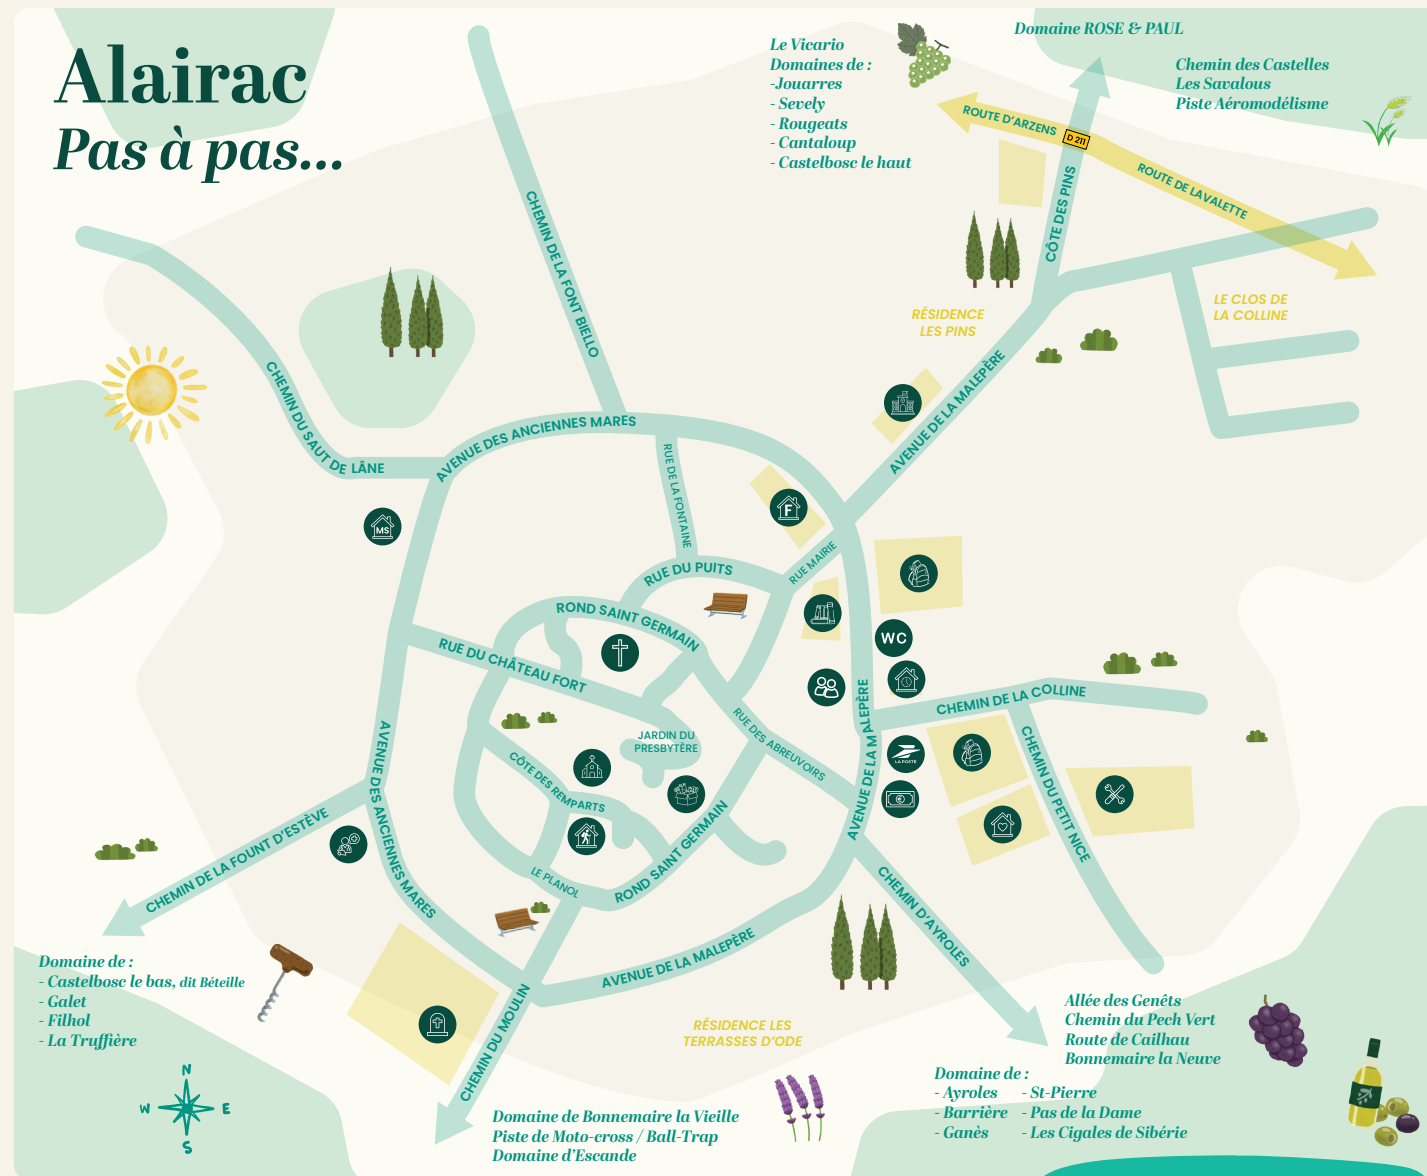 Alairac
Pas à pas...
Le Vicario
Domaines de :
-Jouarres
- Sevely
- Rougeats
- Cantaloup
- Castelbosc le haut
Domaine ROSE & PAUL
Chemin des Castelles
Les Savalous
Piste Aéromodélisme
ROUTE D'ARZENS
D 211
ROUTE DE LAVALETTE
CÔTE DES PINS
CHEMIN DE LA FONT BIELLO
RÉSIDENCE
LES PINS
LE CLOS DE
LA COLLINE
CHEMIN DU SAUT DE LÂNE
AVENUE DES ANCIENNES MARES
AVENUE DE LA MALEPÈRE
RUE DE LA FONTAINE
MS
F
RUE MAIRIE
RUE DU PUITS
ROND SAINT GERMAIN
RUE DU CHÂTEAU FORT
WC
CHEMIN DE LA COLLINE
AVENUE DE LA MALEPÈRE
RUE DES ABREUVOIRS
JARDIN DU
PRESBYTÈRE
LA POSTE
CÔTE DES REMPARTS
AVENUE DES ANCIENNES MARES
CHEMIN DU PETIT NICE
CHEMIN DE LA FOUNT D'ESTÈVE
LE PLANOL
ROND SAINT GERMAIN
CHEMIN D'AYROLES
AVENUE DE LA MALEPÈRE
CHEMIN DU MOULIN
RÉSIDENCE LES
TERRASSES D'ODE
Domaine de :
- Castelbosc le bas, dit Béteille
- Galet
- Filhol
- La Truffière
N
W
E
S
Domaine de Bonnemaire la Vieille
Piste de Moto-cross / Ball-Trap
Domaine d'Escande
Allée des Genêts
Chemin du Pech Vert
Route de Cailhau
Bonnemaire la Neuve
Domaine de :
- Ayroles - St-Pierre
- Barrière - Pas de la Dame
- Ganès - Les Cigales de Sibérie